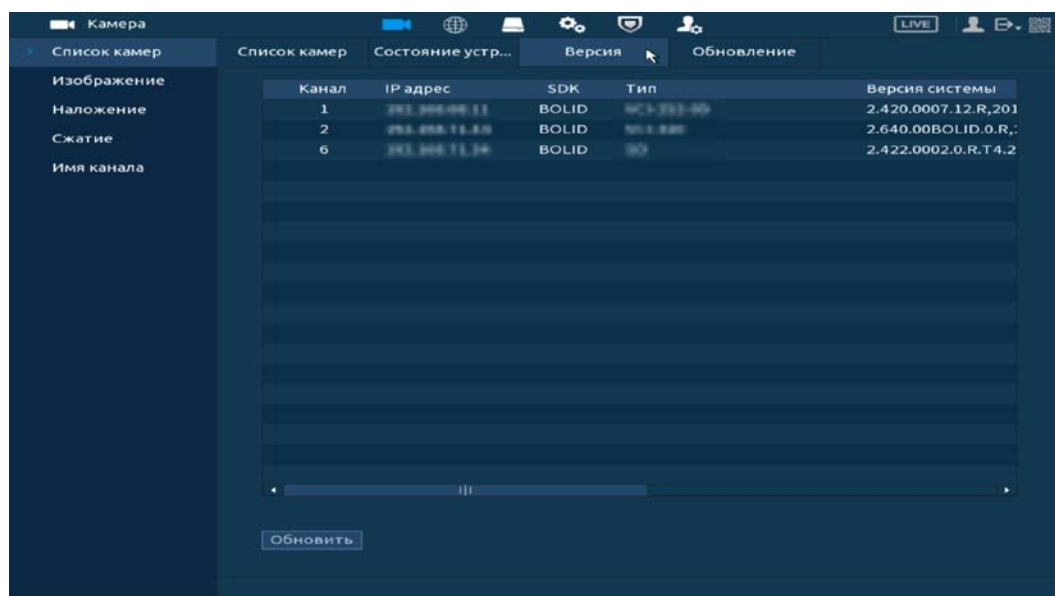 Камера LIVE
Список камер Список камер Состояние устр... Версия Обновление
Изображение
Канал IP адрес SDK Тип Версия системы
Наложение
1 BOLID 2.420.0007.12.R,201
2 BOLID 2.640.00BOLID.0.R,
Сжатие
6 BOLID 2.422.0002.0.R.T4.2
Имя канала
Обновить